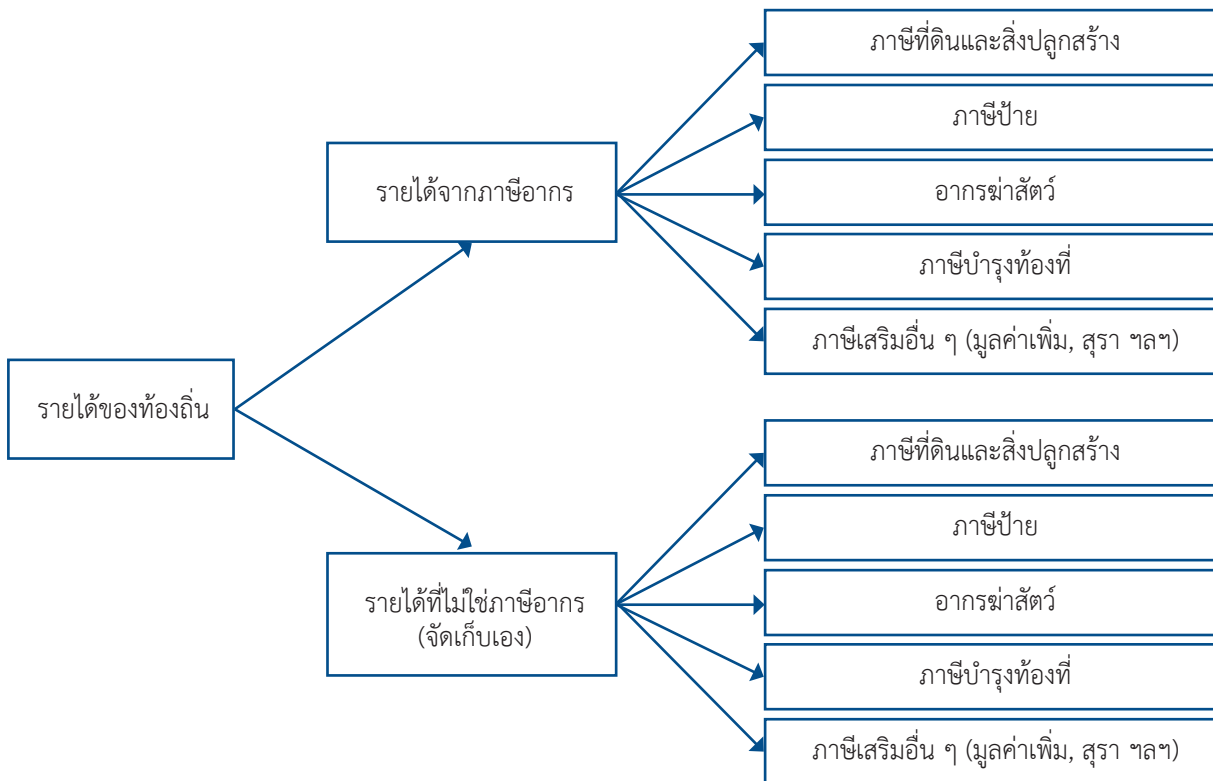 ภาษีที่ดินและสิ่งปลูกสร้าง
ภาษีป้าย
รายได้จากภาษีอากร
อากรฆ่าสัตว์
ภาษีบำรุงท้องที่
ภาษีเสริมอื่น ๆ (มูลค่าเพิ่ม, สุรา ฯลฯ)
รายได้ของท้องถิ่น
ภาษีที่ดินและสิ่งปลูกสร้าง
ภาษีป้าย
รายได้ที่ไม่ใช่ภาษีอากร
(จัดเก็บเอง)
อากรฆ่าสัตว์
ภาษีบำรุงท้องที่
ภาษีเสริมอื่น ๆ (มูลค่าเพิ่ม, สุรา ฯลฯ)